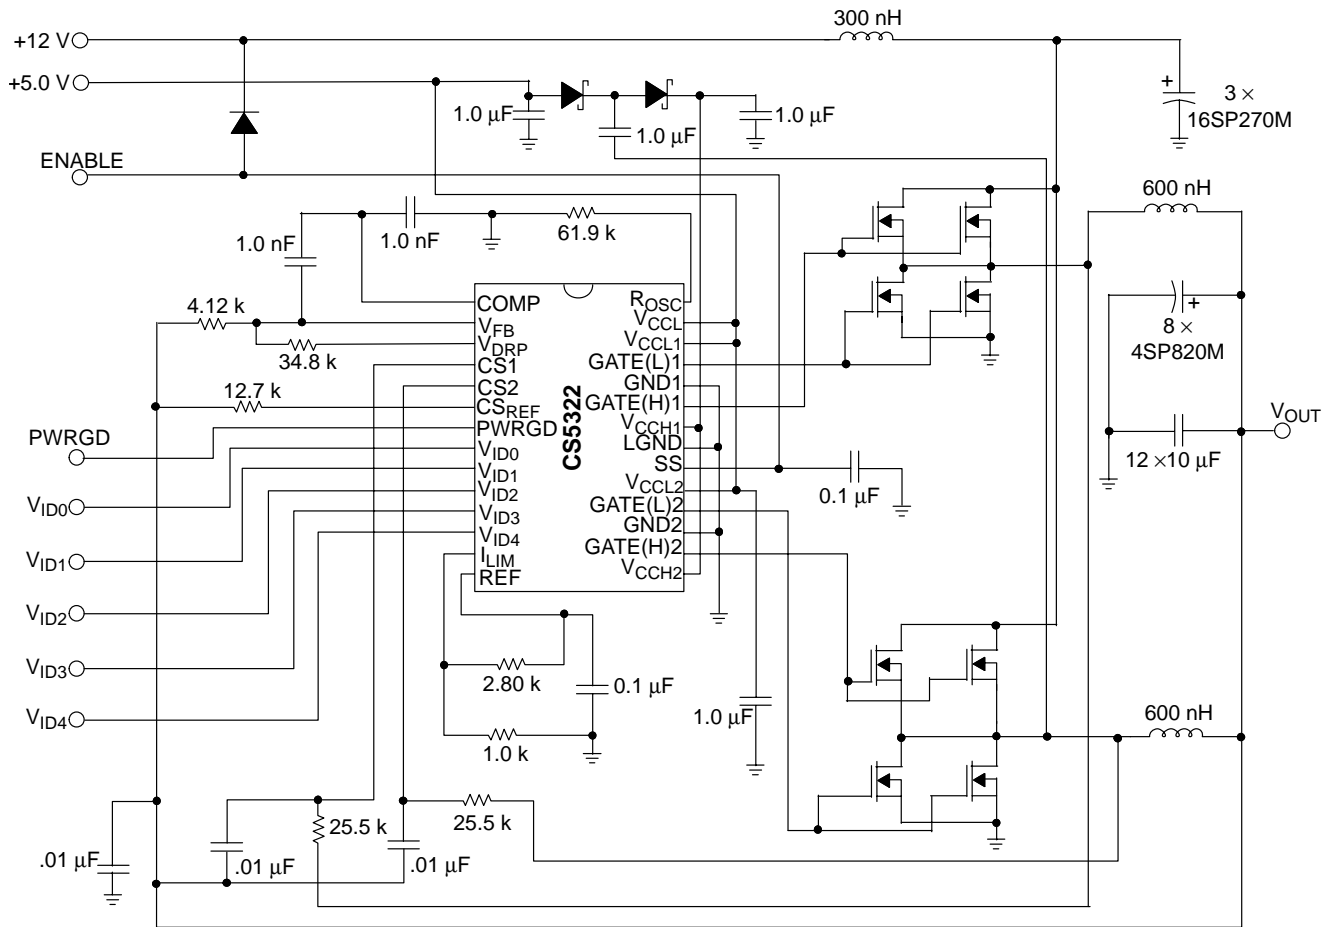 300 nH
+12 V
+5.0 V
1.0 μF
1.0 μF
1.0 μF
+
3 ×
16SP270M
ENABLE
600 nH
1.0 nF
1.0 nF
61.9 k
4.12 k
34.8 k
12.7 k
COMP
VFB
VDRP
CS1
CS2
CSREF
PWRGD
VID0
VID1
VID2
VID3
VID4
ILIM
REF
CS5322
ROSC
VCCL
VCCL1
GATE(L)1
GND1
GATE(H)1
VCCH1
LGND
SS
VCCL2
GATE(L)2
GND2
GATE(H)2
VCCH2
+
8 ×
4SP820M
VOUT
12 ×10 μF
PWRGD
VID0
VID1
VID2
VID3
VID4
0.1 μF
2.80 k
0.1 μF
1.0 k
1.0 μF
600 nH
25.5 k
25.5 k
.01 μF
.01 μF
.01 μF